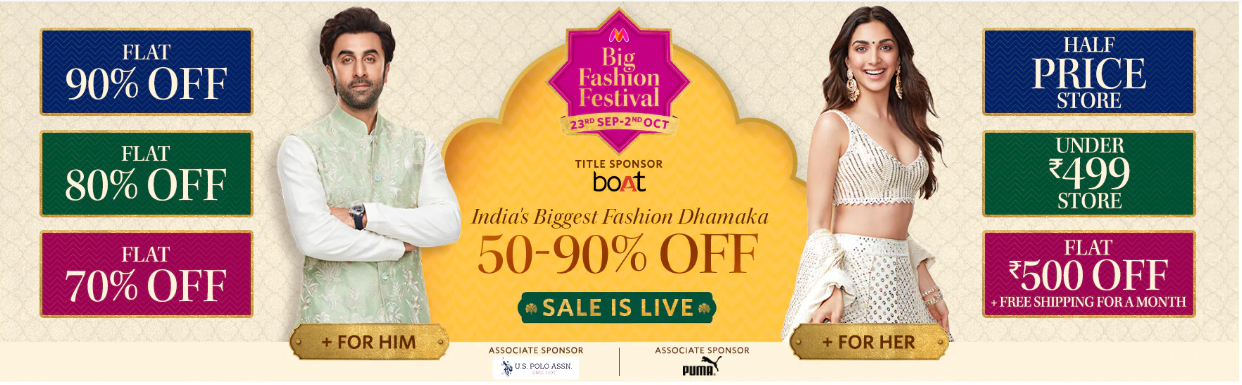 FLAT
90% OFF
FLAT
80% OFF
FLAT
70% OFF
+ FOR HIM
Big
Fashion
Festival
23RD SEP-2ND OCT
TITLE SPONSOR
boAt
India's Biggest Fashion Dhamaka
50-90% OFF
SALE IS LIVE
ASSOCIATE SPONSOR
U.S. POLO ASSN.
ASSOCIATE SPONSOR
PUMA
+ FOR HER
HALF
PRICE
STORE
UNDER
₹499
STORE
FLAT
₹500 OFF
+ FREE SHIPPING FOR A MONTH